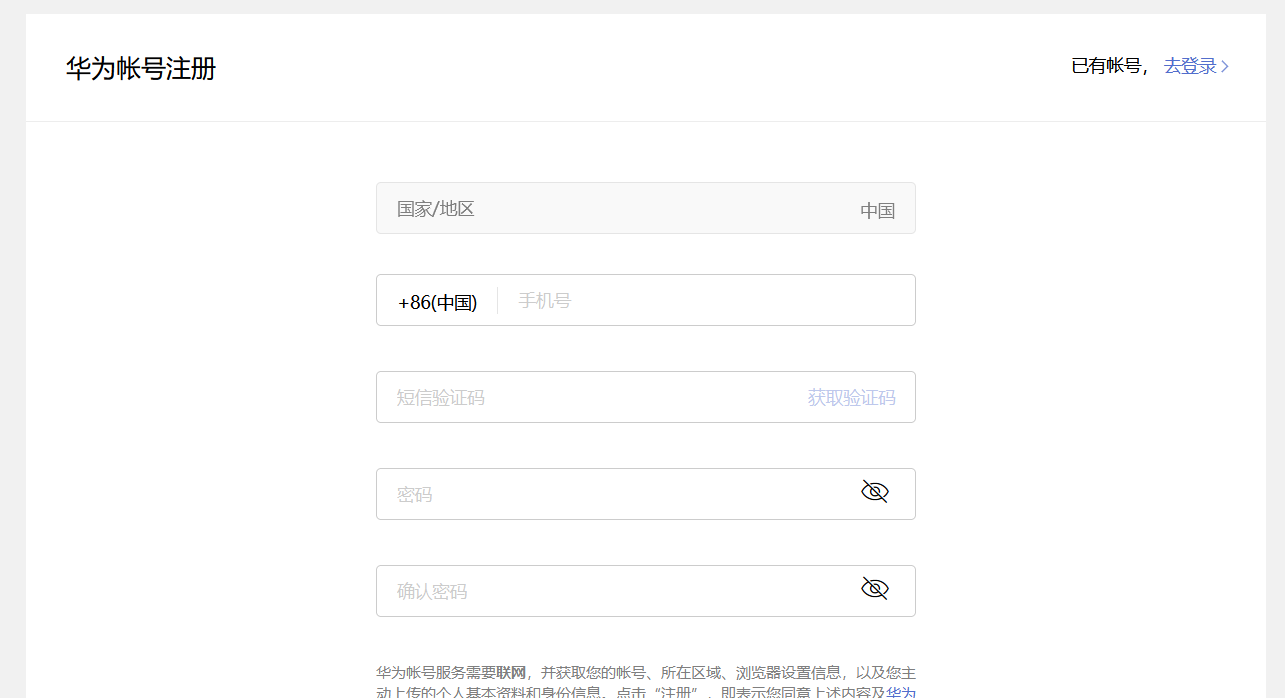 华为帐号注册
已有帐号， 去登录
国家/地区 中国
+86(中国) 手机号
短信验证码 获取验证码
密码
确认密码
华为帐号服务需要联网，并获取您的帐号、所在区域、浏览器设置信息，以及您主
动上传的个人基本资料和身份信息。点击“注册”，即表示您同意上述内容及华为